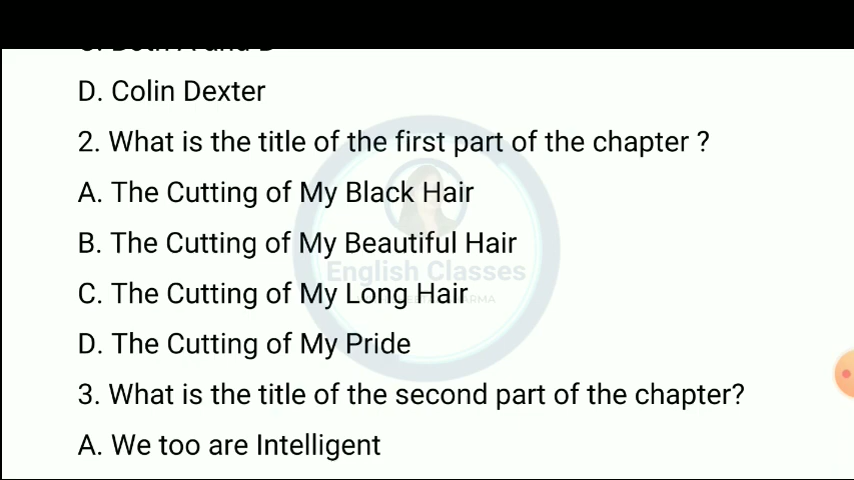 D. Colin Dexter
2. What is the title of the first part of the chapter ?
A. The Cutting of My Black Hair
B. The Cutting of My Beautiful Hair
English Classes
C. The Cutting of My Long Hair
D. The Cutting of My Pride
3. What is the title of the second part of the chapter?
A. We too are Intelligent